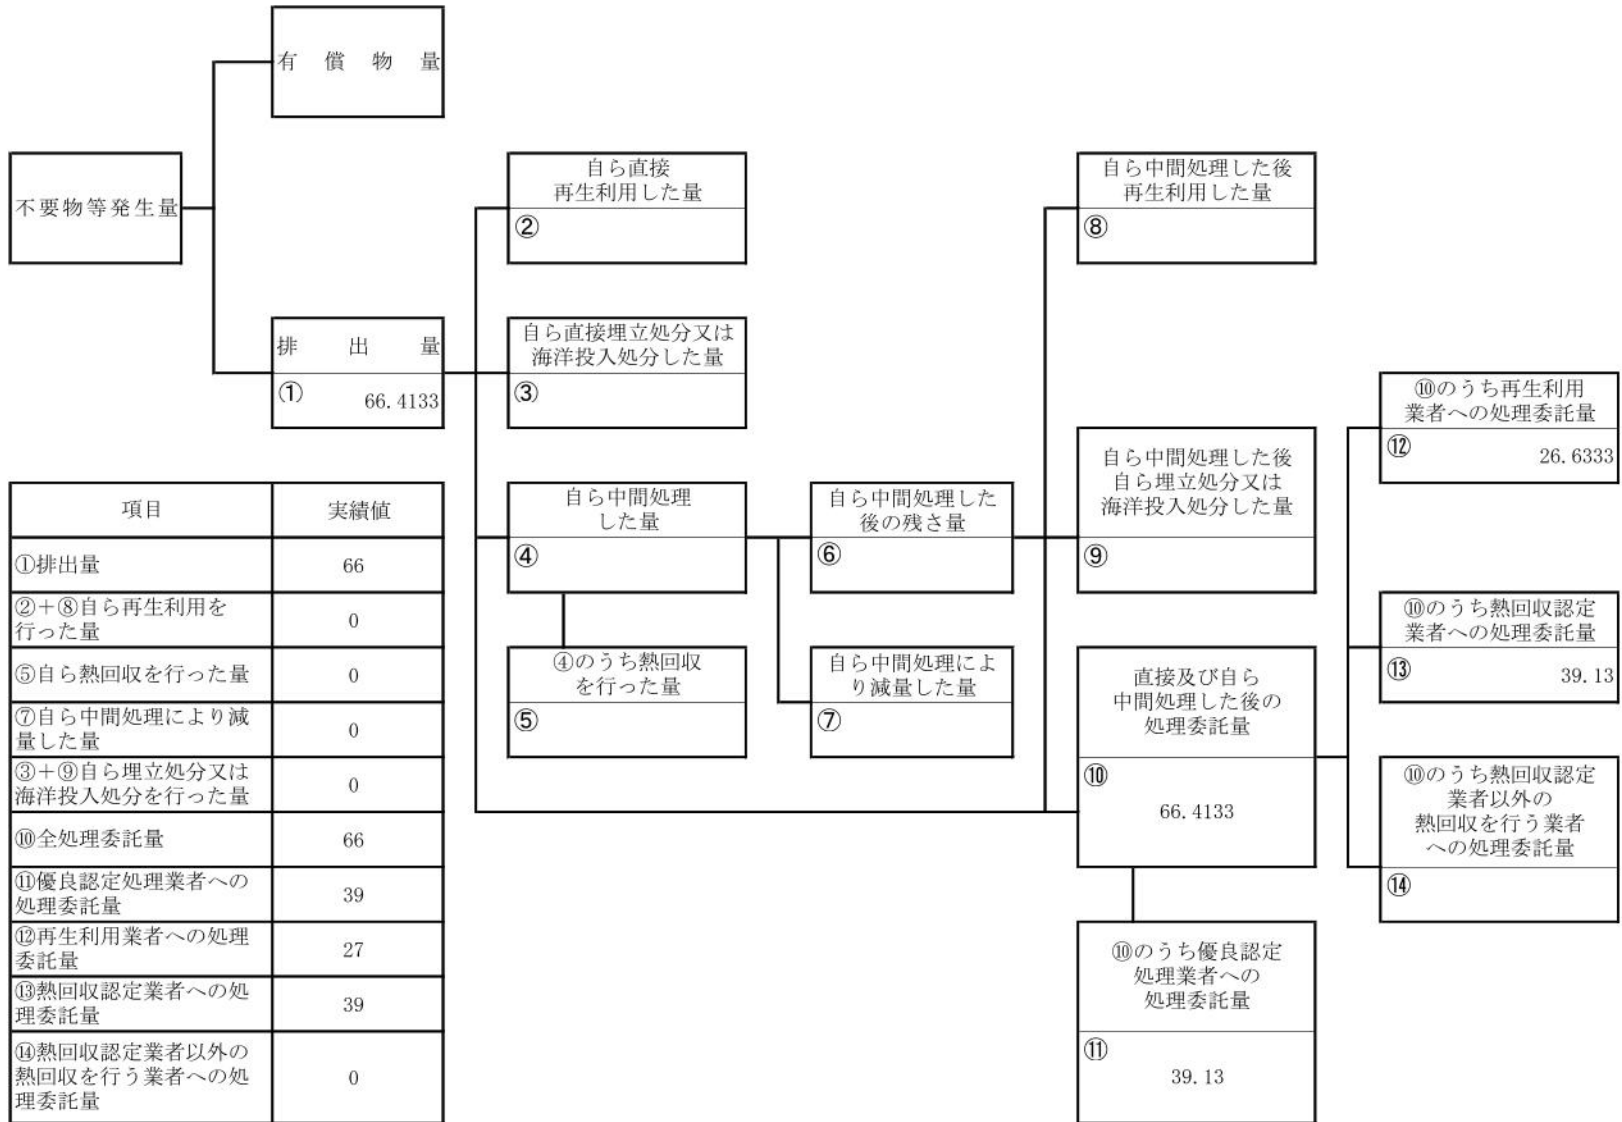 有償物量
不要物等発生量
排出量
① 66.4133
自ら直接
再生利用した量
②
自ら直接埋立処分又は
海洋投入処分した量
③
自ら中間処理
した量
④
④のうち熱回収
を行った量
⑤
自ら中間処理した
後の残さ量
⑥
自ら中間処理によ
り減量した量
⑦
自ら中間処理した後
再生利用した量
⑧
自ら中間処理した後
自ら埋立処分又は
海洋投入処分した量
⑨
直接及び自ら
中間処理した後の
処理委託量
⑩
66.4133
⑩のうち優良認定
処理業者への
処理委託量
⑪
39.13
⑩のうち再生利用
業者への処理委託量
⑫ 26.6333
⑩のうち熱回収認定
業者への処理委託量
⑬ 39.13
⑩のうち熱回収認定
業者以外の
熱回収を行う業者
への処理委託量
⑭
項目 実績値
①排出量 66
②+⑧自ら再生利用を
行った量 0
⑤自ら熱回収を行った量 0
⑦自ら中間処理により減
量した量 0
③+⑨自ら埋立処分又は
海洋投入処分を行った量 0
⑩全処理委託量 66
⑪優良認定処理業者への
処理委託量 39
⑫再生利用業者への処理
委託量 27
⑬熱回収認定業者への処
理委託量 39
⑭熱回収認定業者以外の
熱回収を行う業者への処
理委託量 0